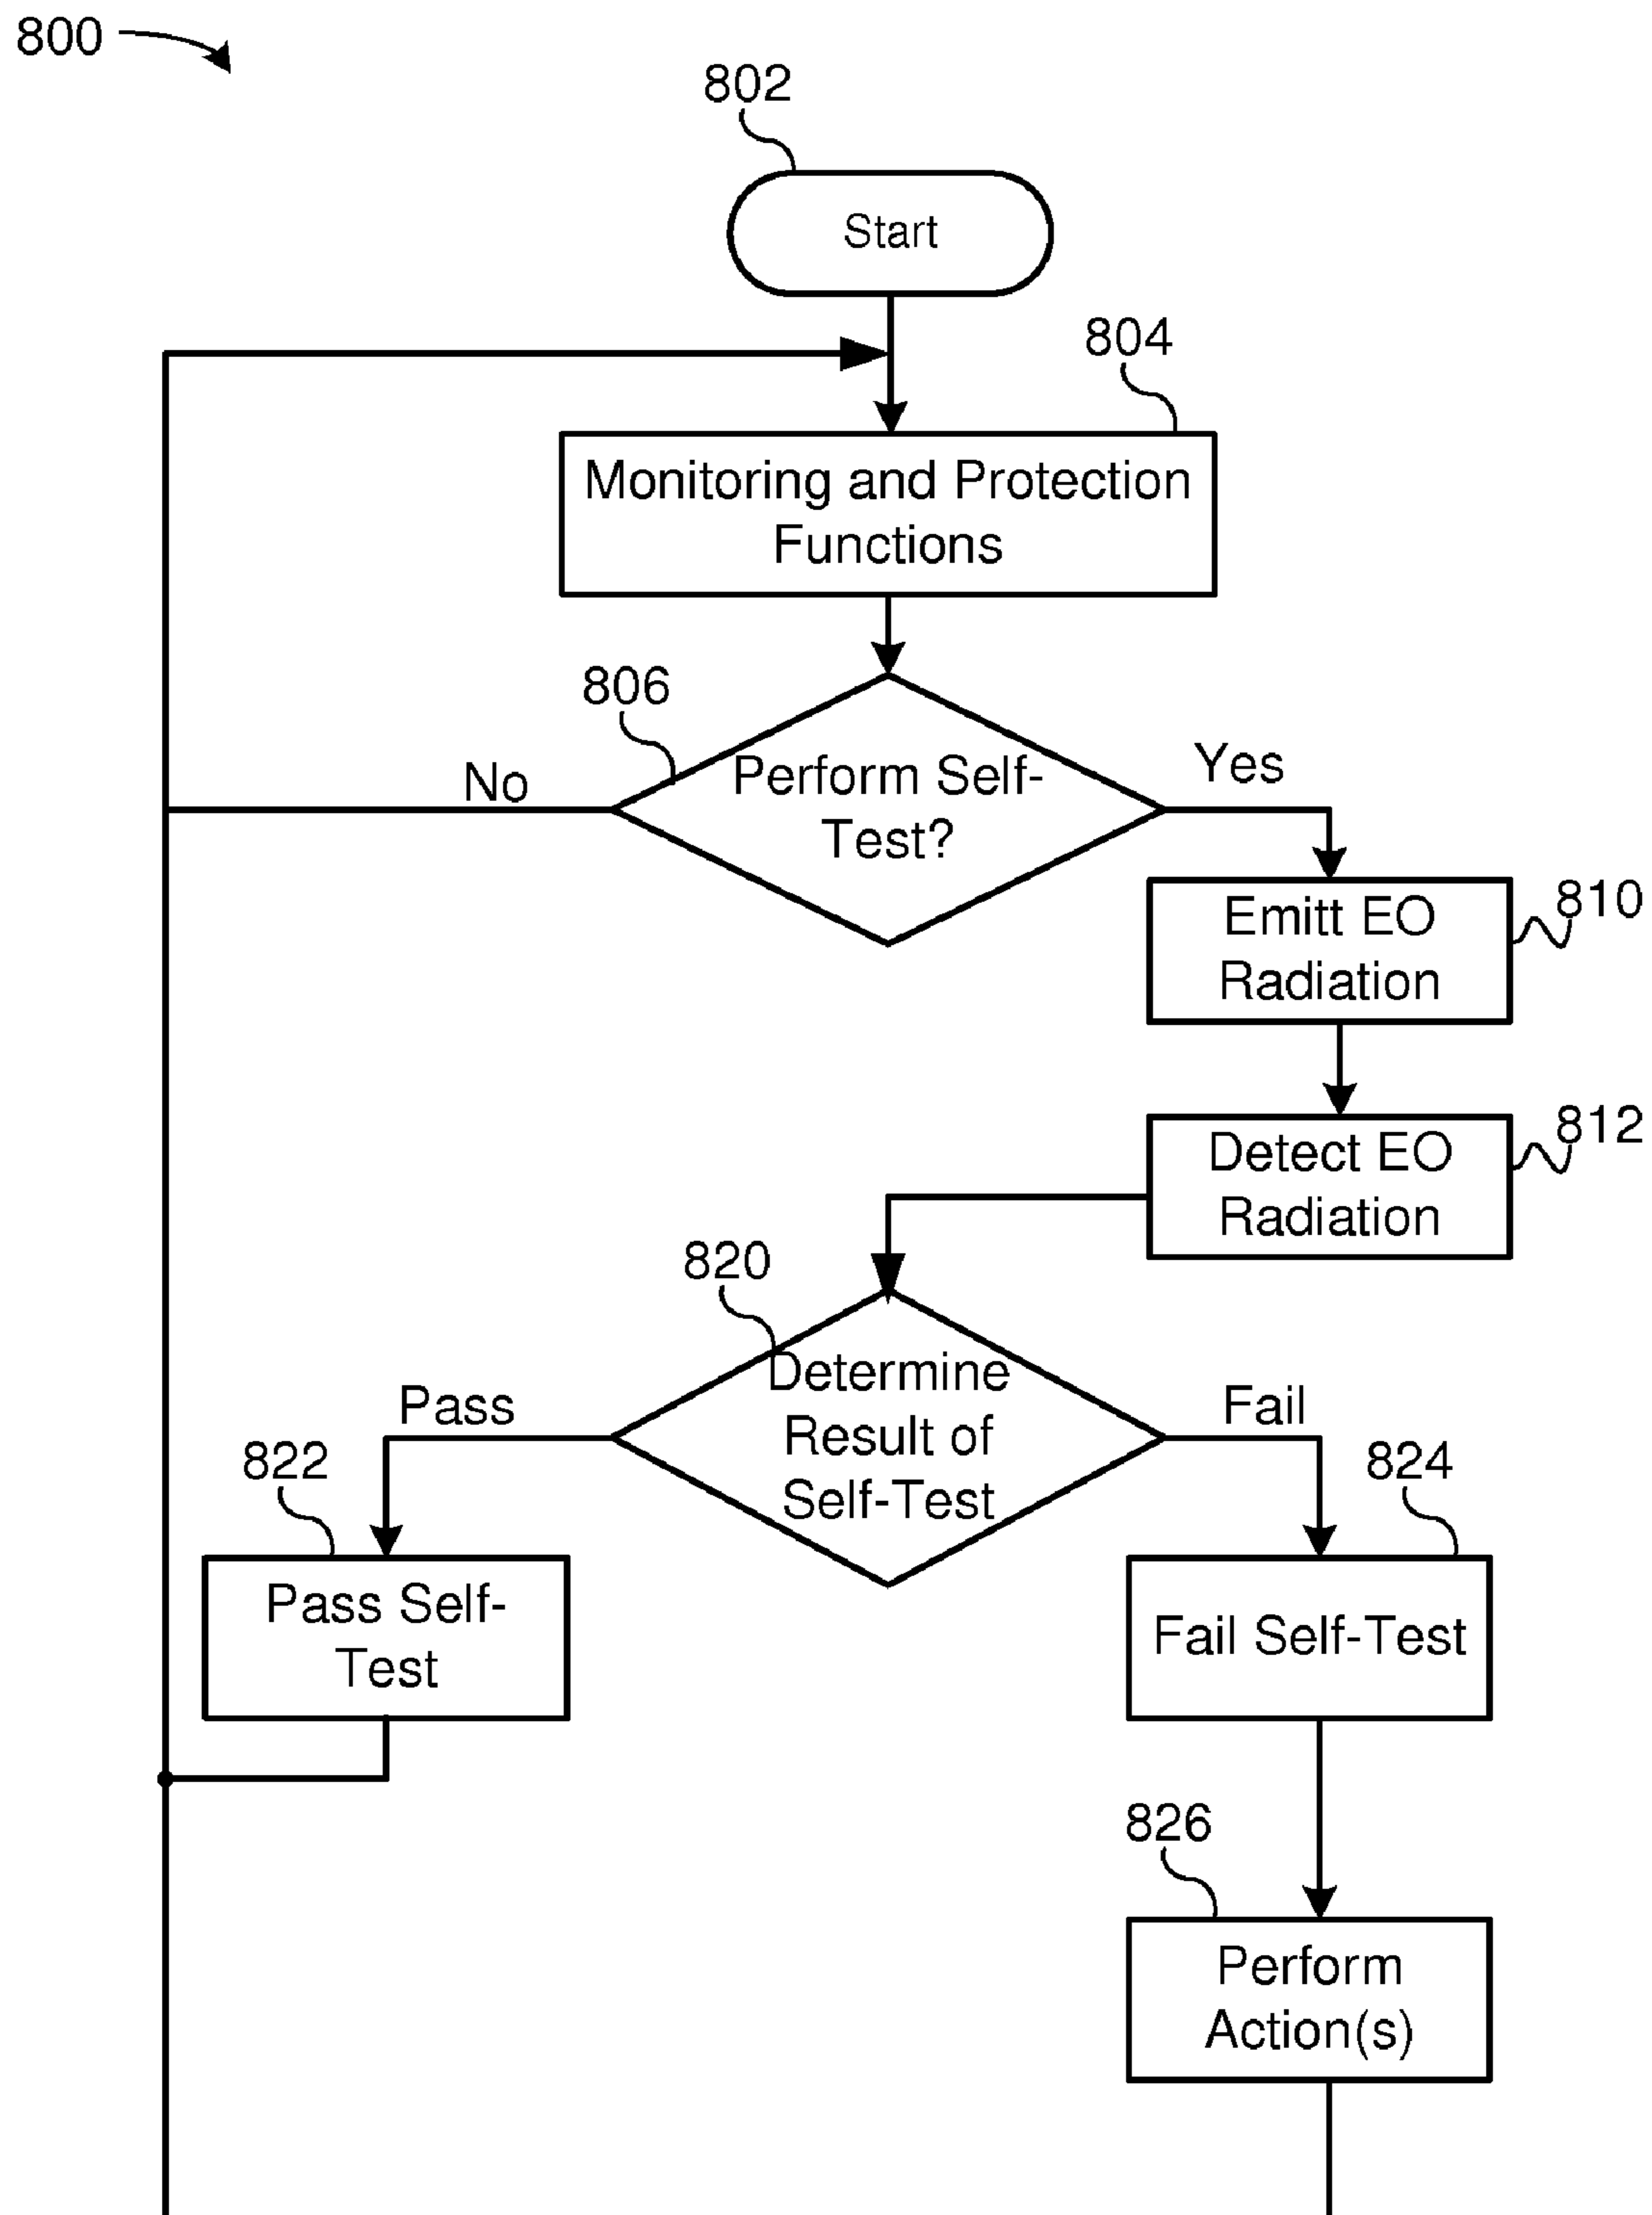 800
802
Start
804
Monitoring and Protection
Functions
806
Perform Self-
Test?
No
Yes
810
Emitt EO
Radiation
812
Detect EO
Radiation
820
Determine
Result of
Self-Test
Pass
Fail
822
Pass Self-
Test
824
Fail Self-Test
826
Perform
Action(s)